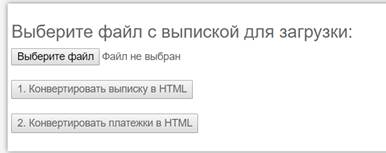 Выберите файл с выпиской для загрузки:
Выберите файл Файл не выбран
1. Конвертировать выписку в HTML
2. Конвертировать платежки в HTML